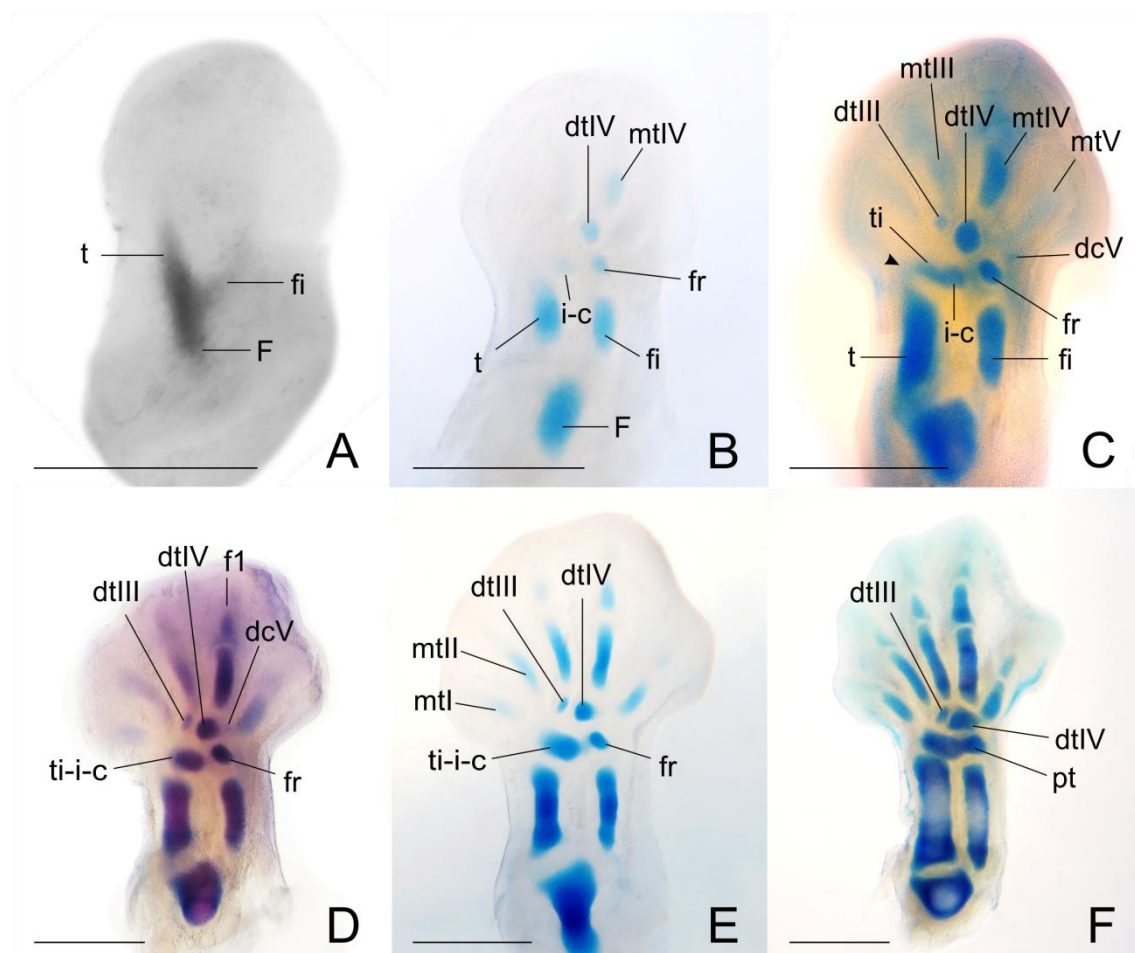 t
fi
F
A
dtIV
mtIV
fr
i-c
t
fi
F
B
mtIII
dtIII
dtIV
mtIV
mtV
ti
dcV
i-c
fr
t
fi
C
dtIV
f1
dtIII
dcV
ti-i-c
fr
D
dtIII
dtIV
mtII
mtI
ti-i-c
fr
E
dtIII
dtIV
pt
F